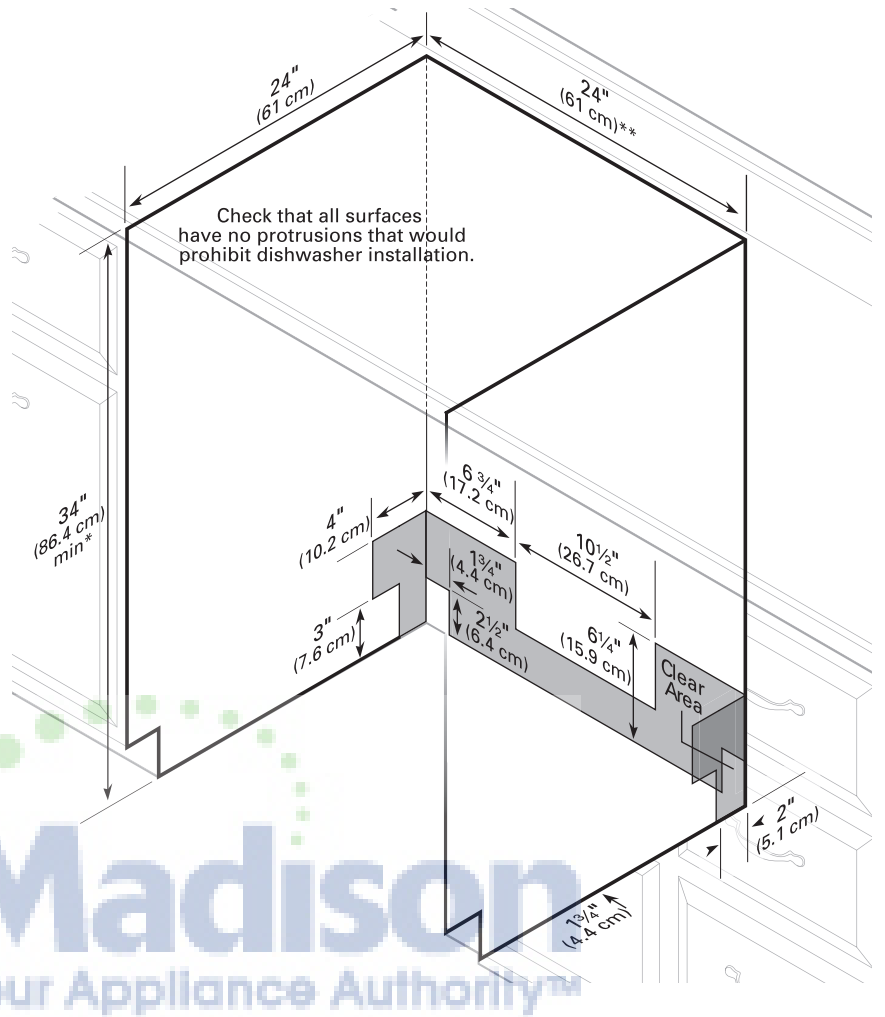 24"
(61 cm)
24"
(61 cm)**
Check that all surfaces
have no protrusions that would
prohibit dishwasher installation.
34"
(86.4 cm)
min*
4"
(10.2 cm)
6 3/4"
(17.2 cm)
10 1/2"
(26.7 cm)
1 3/4"
(4.4 cm)
3"
(7.6 cm)
2 1/2"
(6.4 cm)
6 1/4"
(15.9 cm)
Clear
Area
2"
(5.1 cm)
1 3/4"
(4.4 cm)
Madison
Appliance Authority™